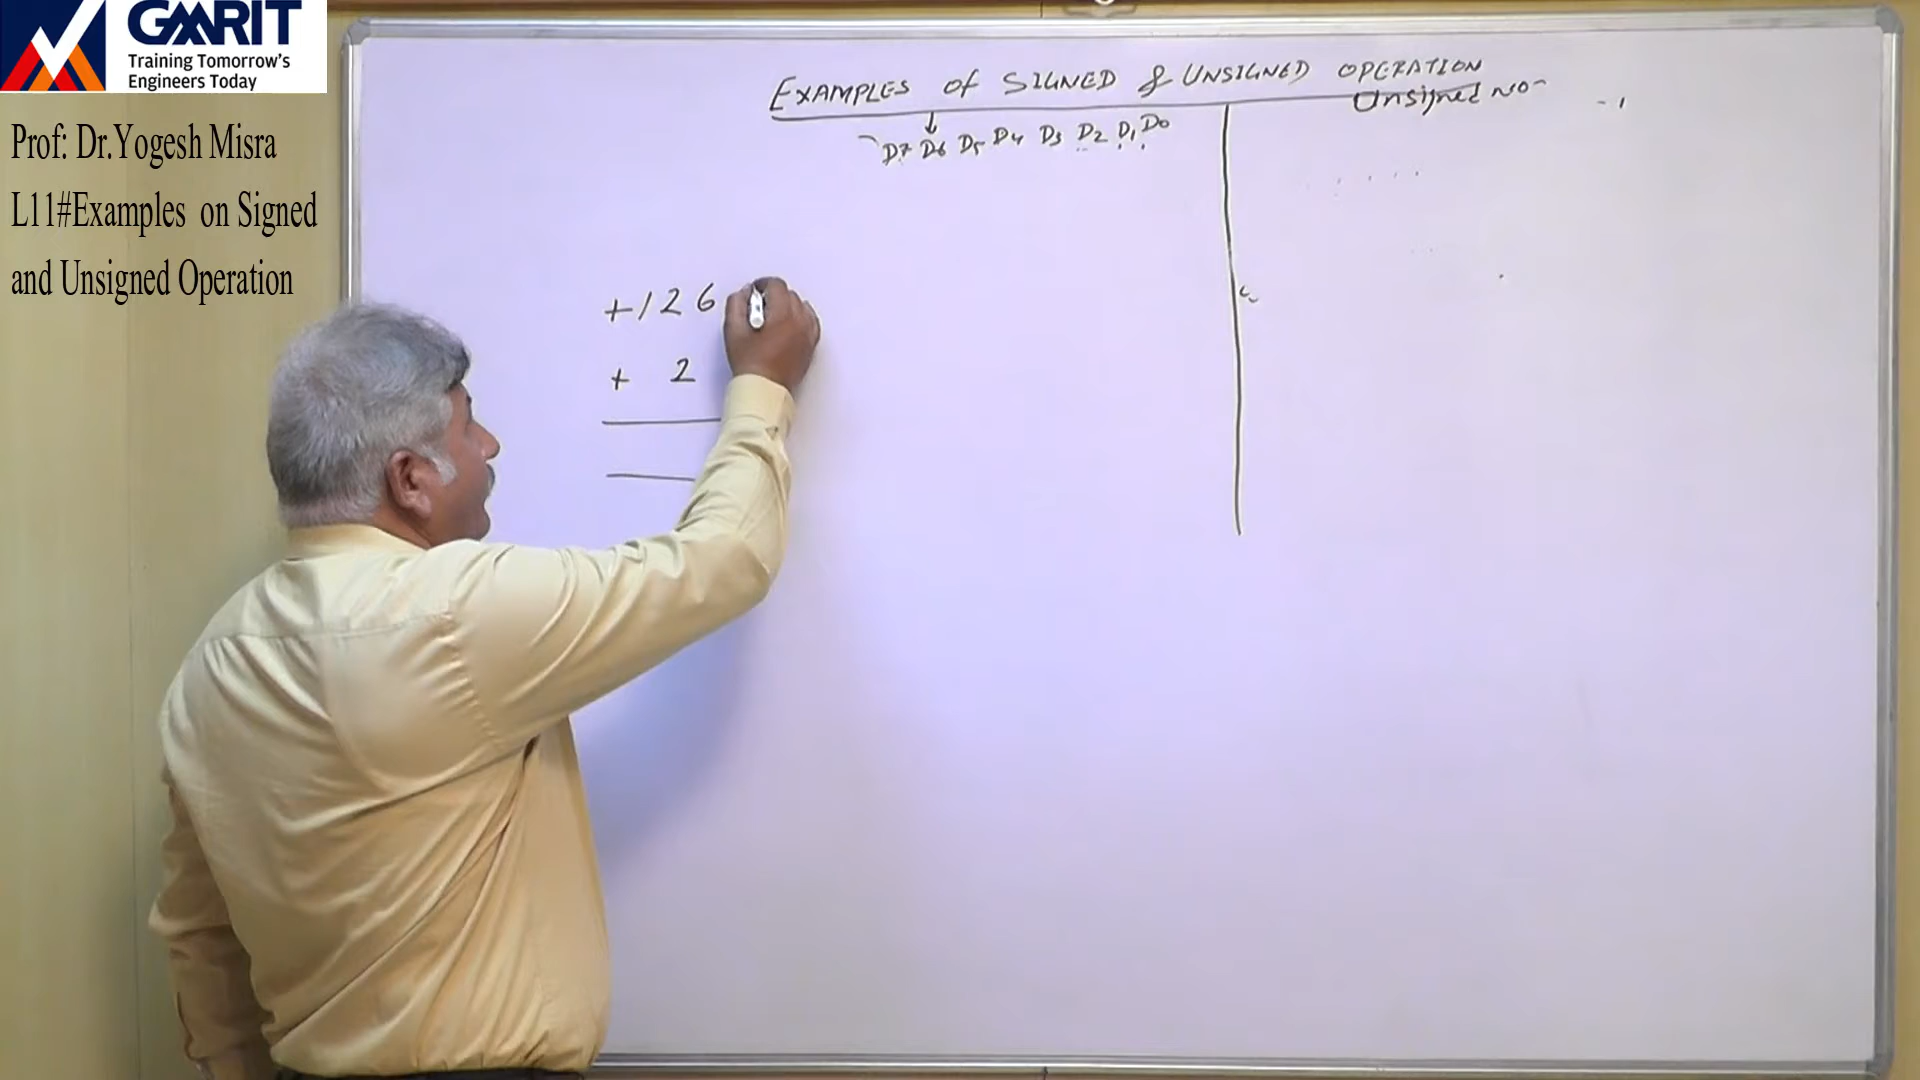 GMRIT
Training Tomorrow's
Engineers Today
Prof: Dr.Yogesh Misra
L11#Examples on Signed
and Unsigned Operation
EXAMPLES of SIGNED & UNSIGNED OPERATION
Unsigned No-
D7 D6 D5 D4 D3 D2 D1 D0
+126
+ 2